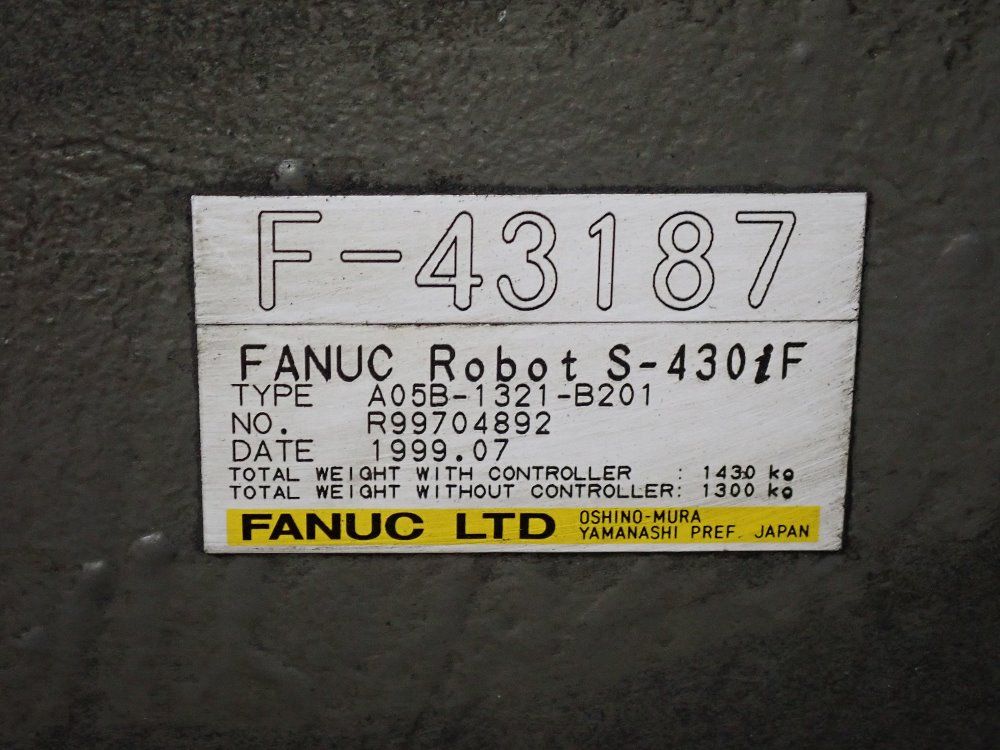 F-43187
FANUC Robot S-430iF
TYPE A05B-1321-B201
NO. R99704892
DATE 1999.07
TOTAL WEIGHT WITH CONTROLLER : 1430 kg
TOTAL WEIGHT WITHOUT CONTROLLER: 1300 kg
FANUC LTD OSHINO-MURA
YAMANASHI PREF. JAPAN